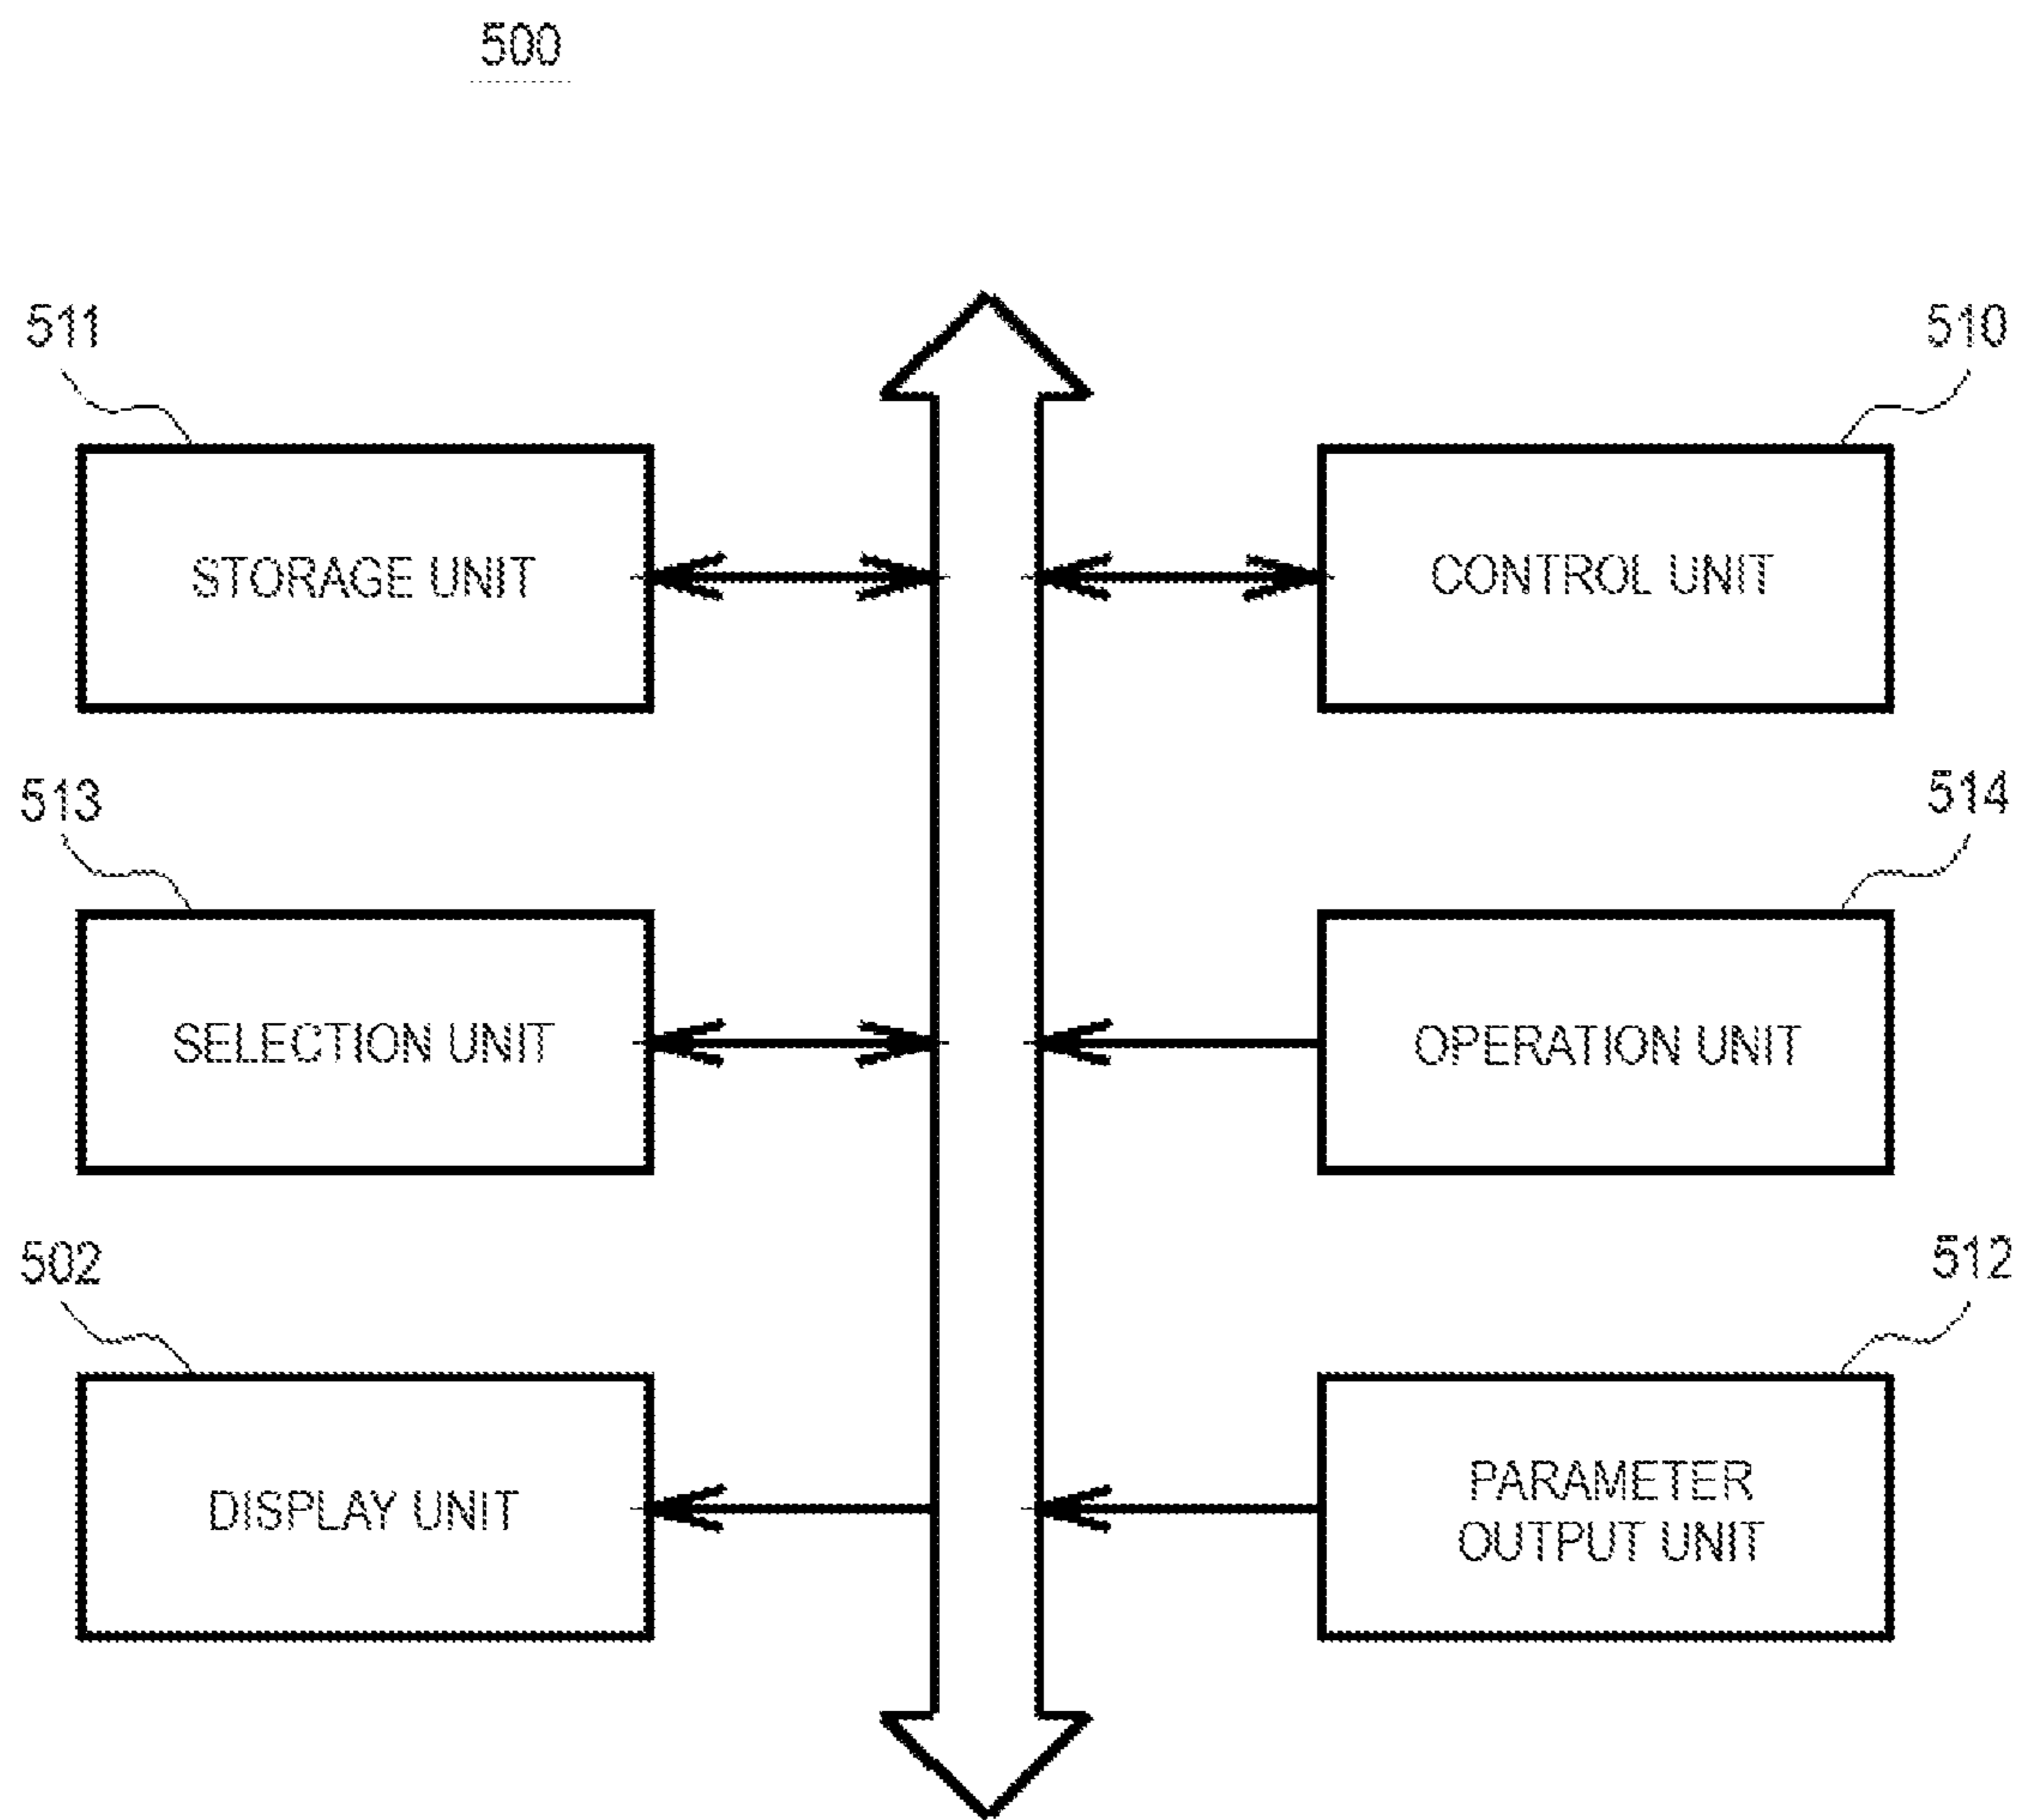 500
511
510
STORAGE UNIT
CONTROL UNIT
513
514
SELECTION UNIT
OPERATION UNIT
502
512
DISPLAY UNIT
PARAMETER
OUTPUT UNIT